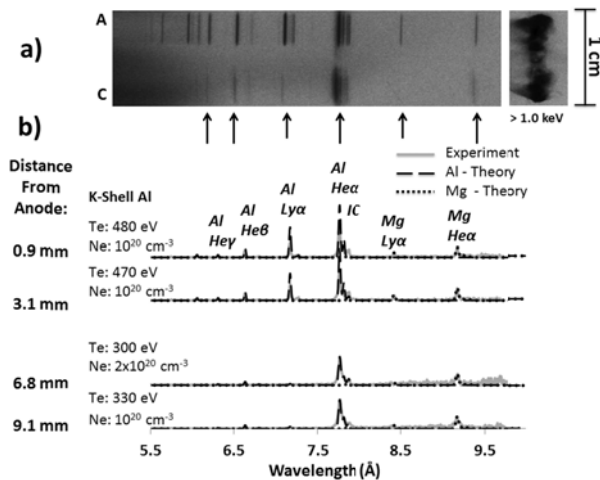 a)
A
C
1 cm
> 1.0 keV
b)
Distance From Anode:
K-Shell Al
Al Heγ
Al Heβ
Al Lyα
Al Heα
IC
Mg Lyα
Mg Heα
Experiment
Al - Theory
Mg - Theory
0.9 mm
Te: 480 eV
Ne: 10²⁰ cm⁻³
3.1 mm
Te: 470 eV
Ne: 10²⁰ cm⁻³
6.8 mm
Te: 300 eV
Ne: 2x10²⁰ cm⁻³
9.1 mm
Te: 330 eV
Ne: 10²⁰ cm⁻³
5.5 6.5 7.5 8.5 9.5
Wavelength (Å)